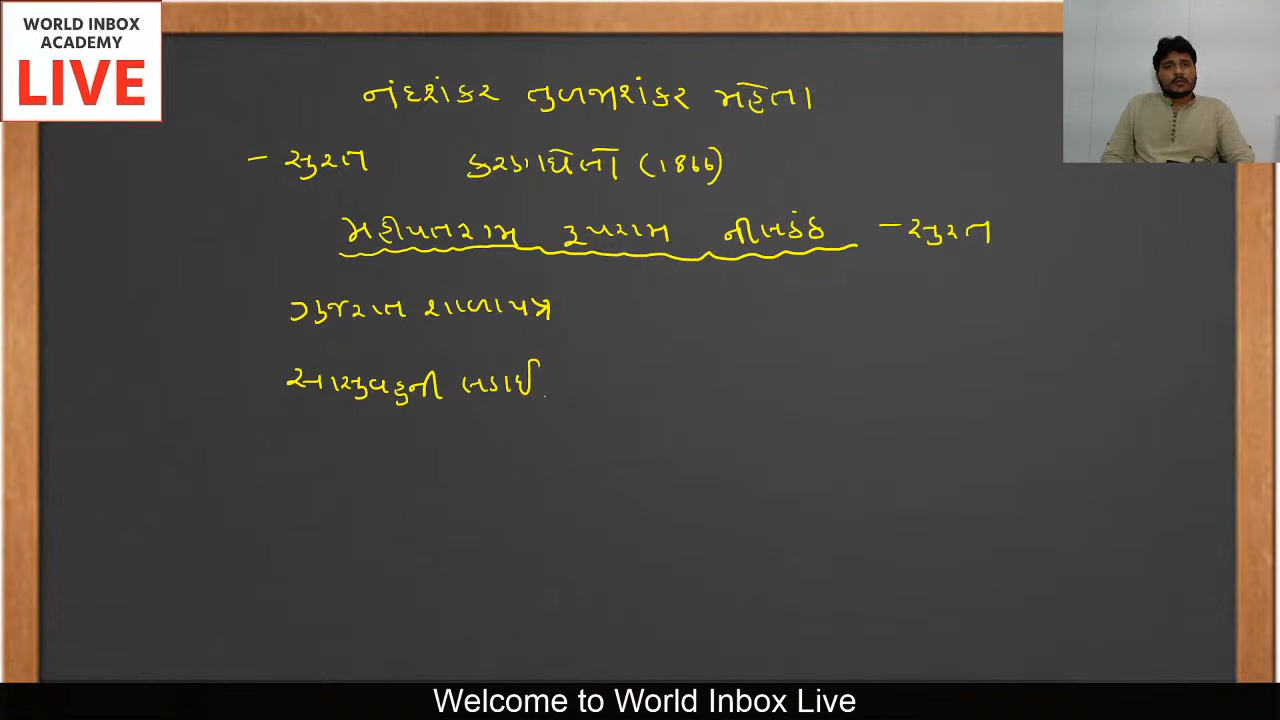 WORLD INBOX
ACADEMY
LIVE
નંદશંકર તુળજાશંકર મહેતા
- સુરત કરણઘેલો (1866)
મહીપતરામ રૂપરામ નીલકંઠ - સુરત
ગુજરાત શાળાપત્ર
સાસુવહુની લડાઈ
Welcome to World Inbox Live